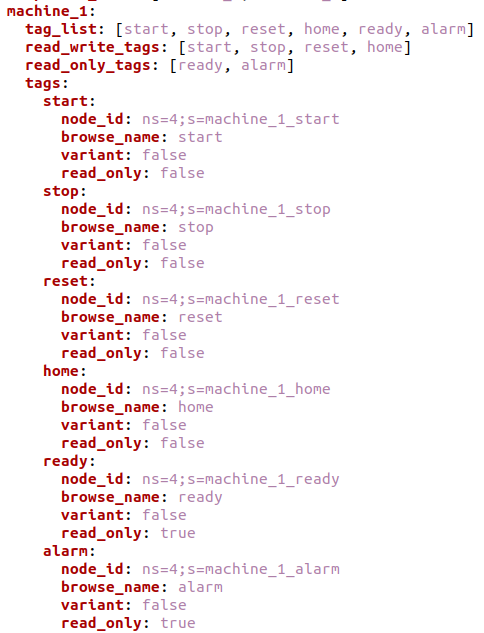 machine_1:
  tag_list: [start, stop, reset, home, ready, alarm]
  read_write_tags: [start, stop, reset, home]
  read_only_tags: [ready, alarm]
  tags:
    start:
      node_id: ns=4;s=machine_1_start
      browse_name: start
      variant: false
      read_only: false
    stop:
      node_id: ns=4;s=machine_1_stop
      browse_name: stop
      variant: false
      read_only: false
    reset:
      node_id: ns=4;s=machine_1_reset
      browse_name: reset
      variant: false
      read_only: false
    home:
      node_id: ns=4;s=machine_1_home
      browse_name: home
      variant: false
      read_only: false
    ready:
      node_id: ns=4;s=machine_1_ready
      browse_name: ready
      variant: false
      read_only: true
    alarm:
      node_id: ns=4;s=machine_1_alarm
      browse_name: alarm
      variant: false
      read_only: true